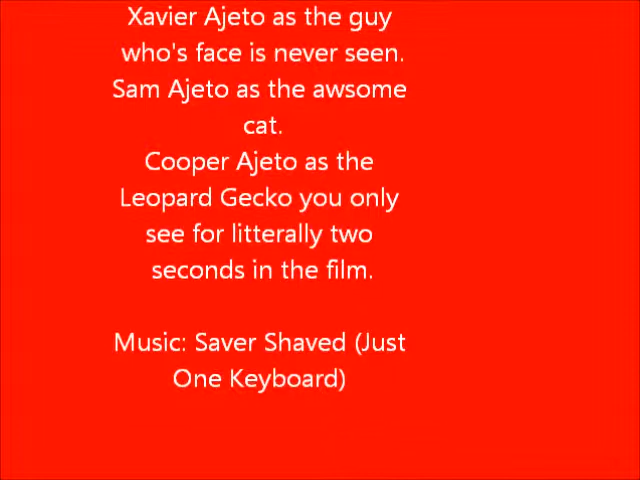 Xavier Ajeto as the guy
who's face is never seen.
Sam Ajeto as the awsome
cat.
Cooper Ajeto as the
Leopard Gecko you only
see for litterally two
seconds in the film.
Music: Saver Shaved (Just
One Keyboard)